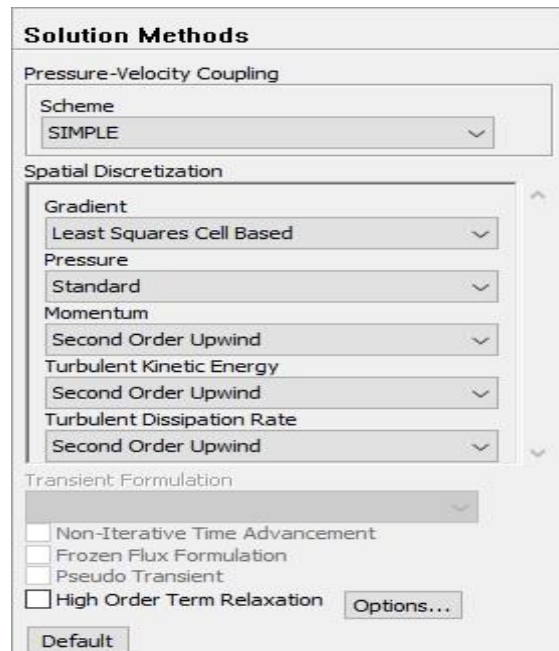 Solution Methods
Pressure-Velocity Coupling
Scheme
SIMPLE
Spatial Discretization
Gradient
Least Squares Cell Based
Pressure
Standard
Momentum
Second Order Upwind
Turbulent Kinetic Energy
Second Order Upwind
Turbulent Dissipation Rate
Second Order Upwind
Transient Formulation
Non-Iterative Time Advancement
Frozen Flux Formulation
Pseudo Transient
High Order Term Relaxation Options...
Default